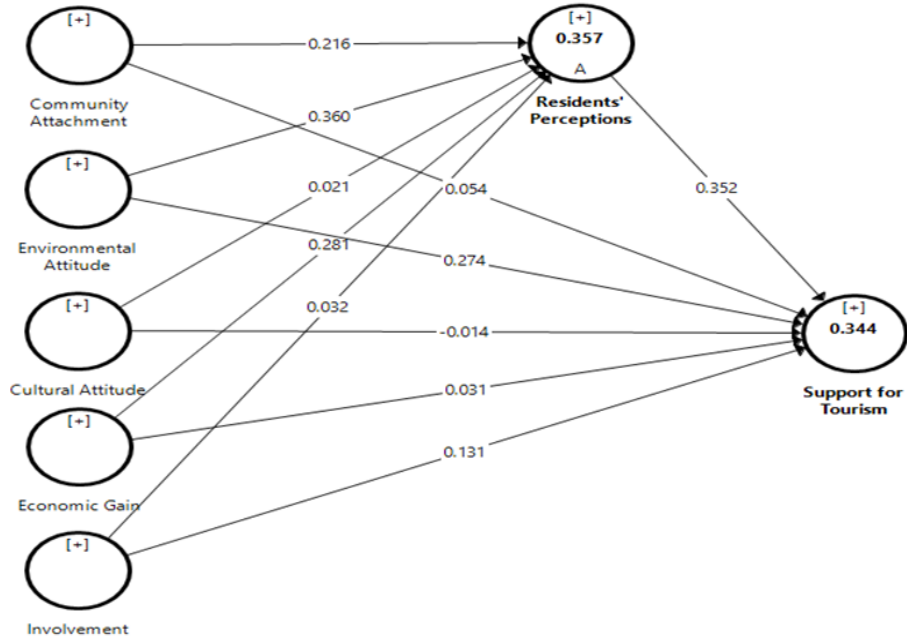 [+]
Community
Attachment
[+]
Environmental
Attitude
[+]
Cultural Attitude
[+]
Economic Gain
[+]
Involvement
0.216
0.360
0.021
0.281
0.032
0.054
0.274
-0.014
0.031
0.131
[+]
0.357
A
Residents'
Perceptions
0.352
[+]
0.344
Support for
Tourism